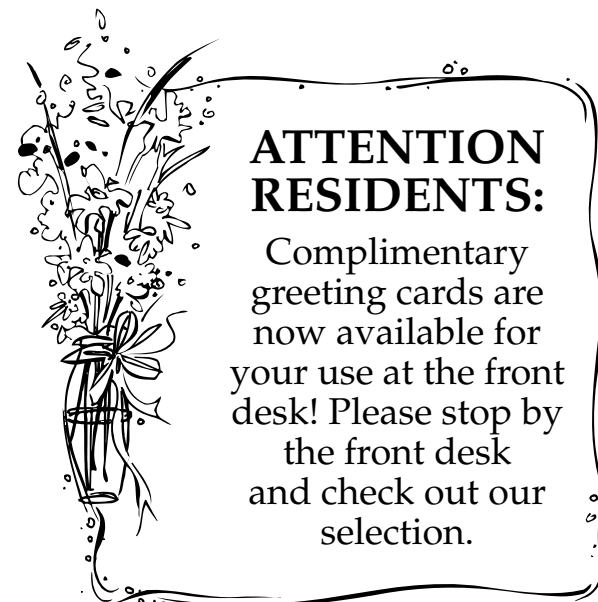 ATTENTION
RESIDENTS:
Complimentary
greeting cards are
now available for
your use at the front
desk! Please stop by
the front desk
and check out our
selection.